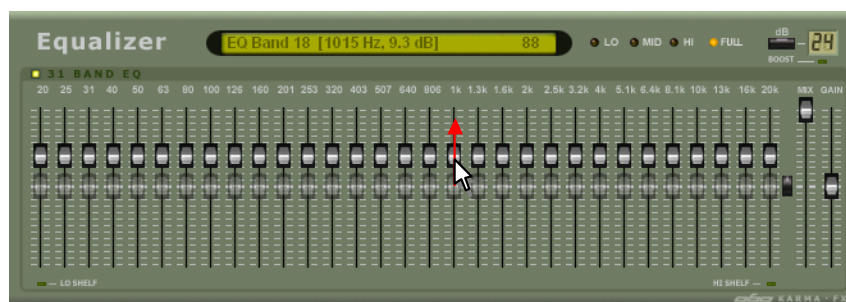 Equalizer
EQ Band 18 [1015 Hz, 9.3 dB] 88
LO MID HI FULL
dB
24
BOOST
31 BAND EQ
20 25 31 40 50 63 80 100 126 160 201 253 320 403 507 640 806 1k 1.3k 1.6k 2k 2.5k 3.2k 4k 5.1k 6.4k 8.1k 10k 13k 16k 20k MIX GAIN
LO SHELF HI SHELF
KARMA · FX